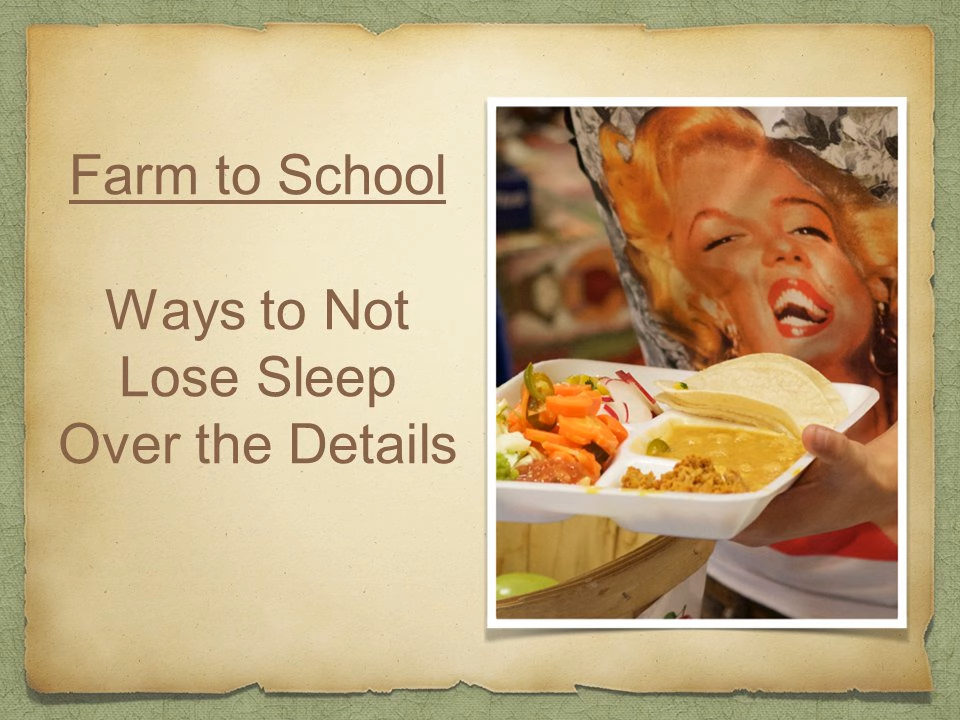 Farm to School
Ways to Not
Lose Sleep
Over the Details